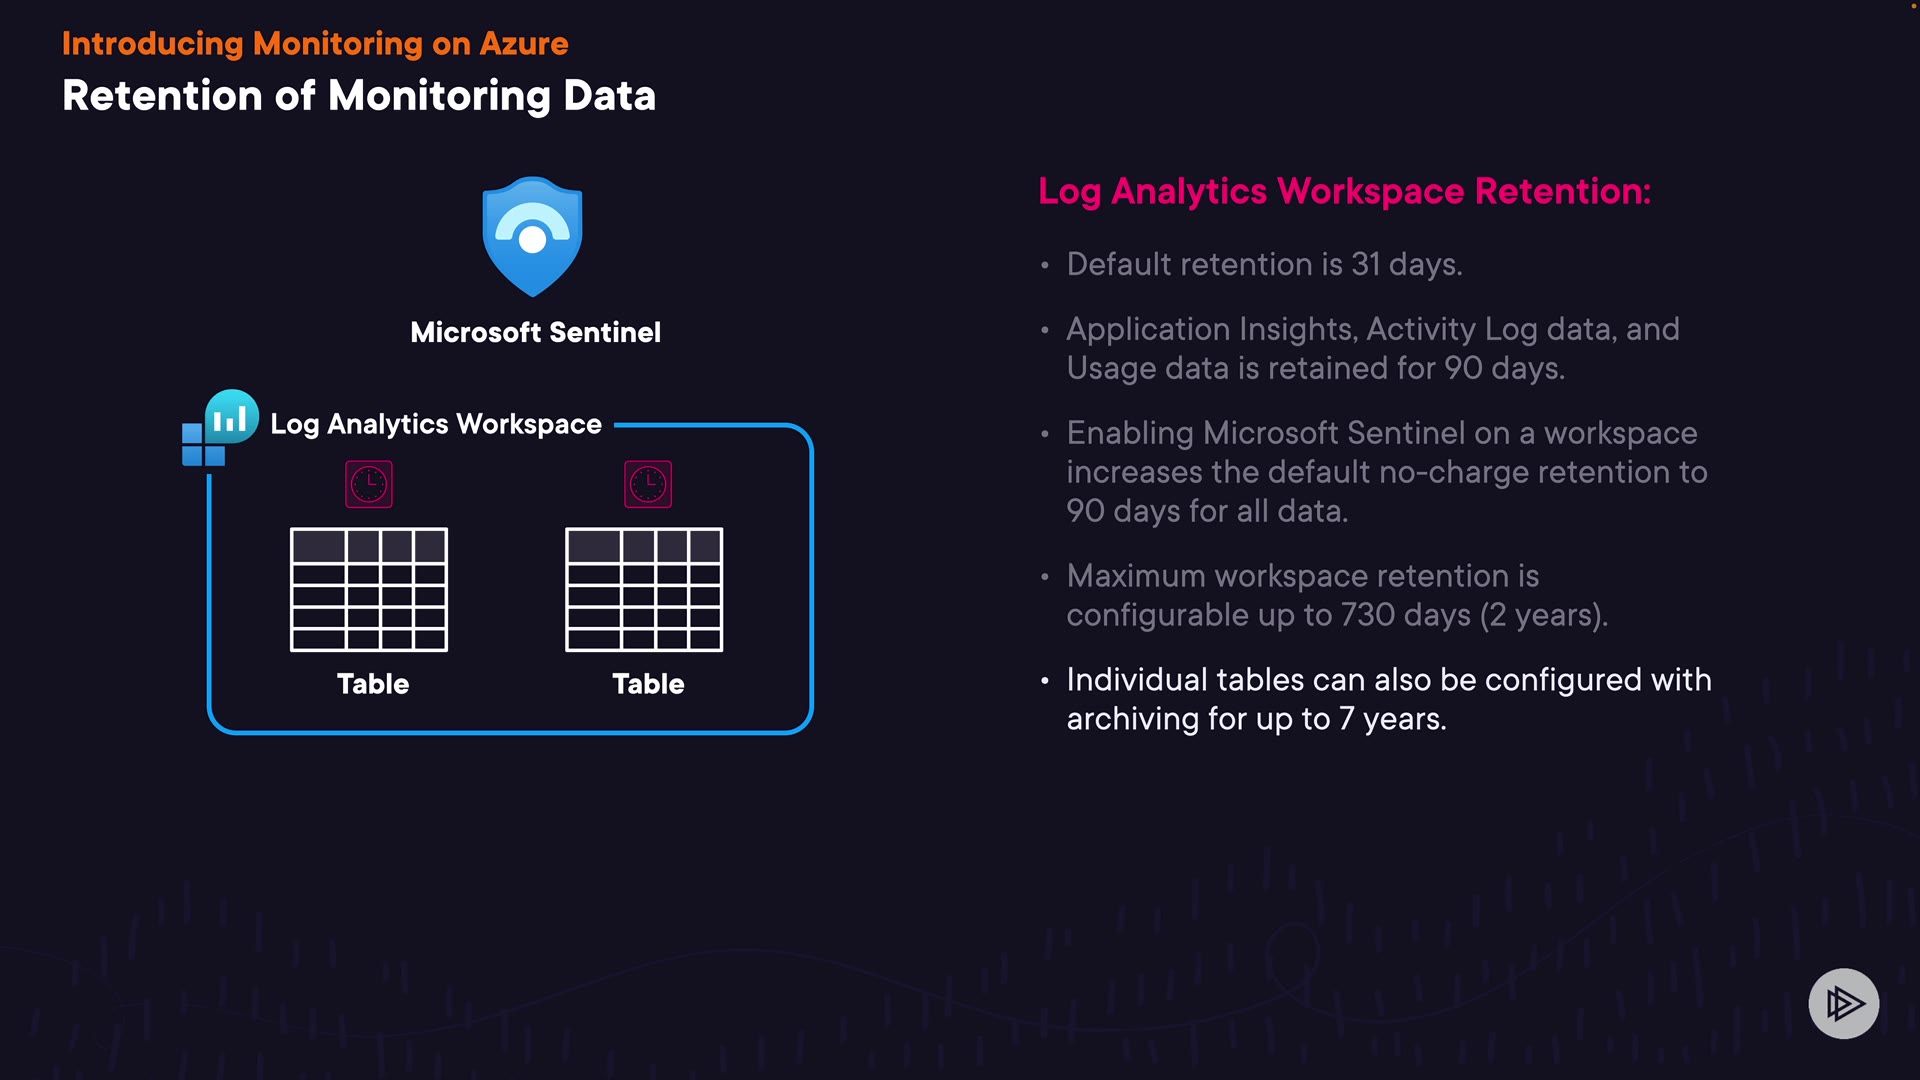 Introducing Monitoring on Azure
Retention of Monitoring Data
Microsoft Sentinel
Log Analytics Workspace
Table
Table
Log Analytics Workspace Retention:
• Default retention is 31 days.
• Application Insights, Activity Log data, and
Usage data is retained for 90 days.
• Enabling Microsoft Sentinel on a workspace
increases the default no-charge retention to
90 days for all data.
• Maximum workspace retention is
configurable up to 730 days (2 years).
• Individual tables can also be configured with
archiving for up to 7 years.